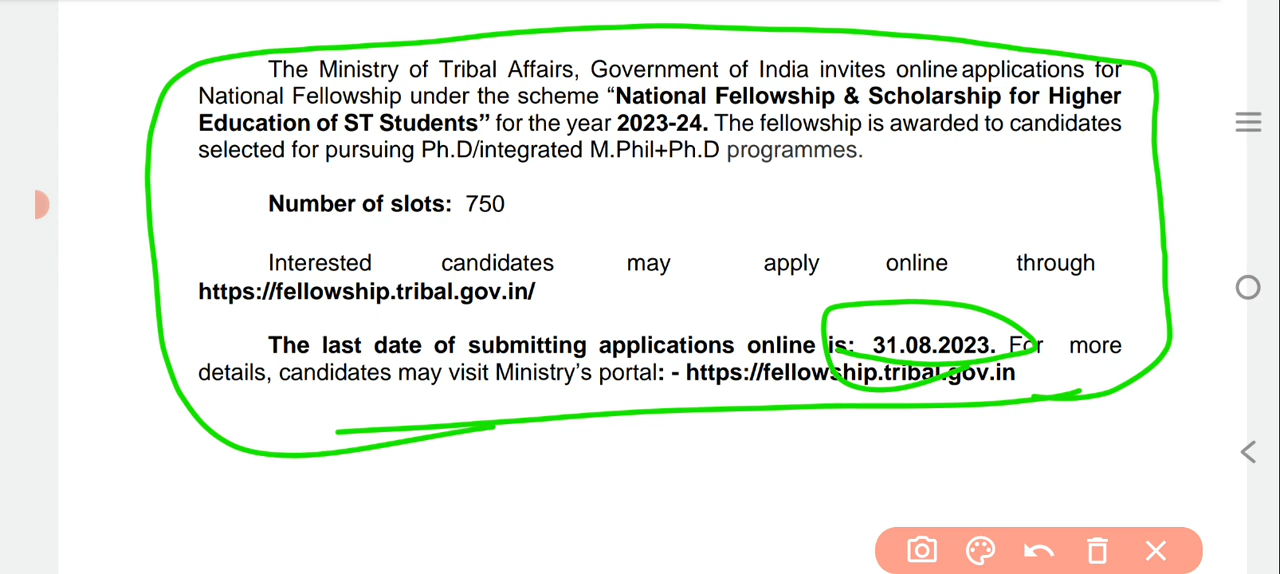 The Ministry of Tribal Affairs, Government of India invites online applications for
National Fellowship under the scheme “National Fellowship & Scholarship for Higher
Education of ST Students” for the year 2023-24. The fellowship is awarded to candidates
selected for pursuing Ph.D/integrated M.Phil+Ph.D programmes.
Number of slots: 750
Interested candidates may apply online through
https://fellowship.tribal.gov.in/
The last date of submitting applications online is: 31.08.2023. For more
details, candidates may visit Ministry’s portal: - https://fellowship.tribal.gov.in